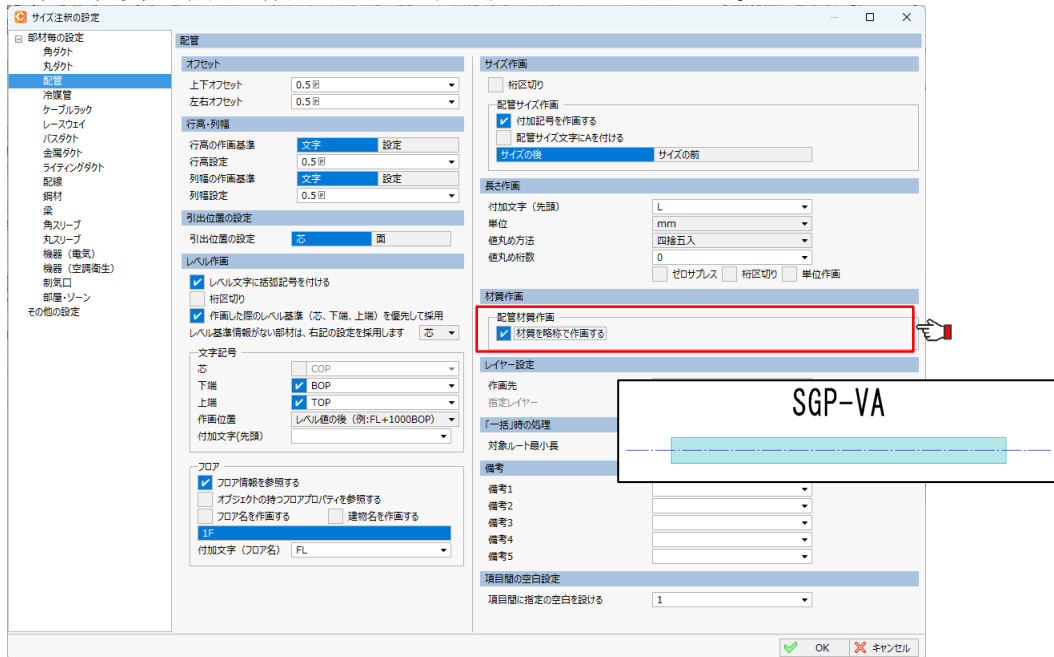 サイズ注釈の設定
部材毎の設定
角ダクト
丸ダクト
配管
冷媒管
ケーブルラック
レースウェイ
バスダクト
金属ダクト
ライティングダクト
配線
鋼材
梁
角スリーブ
丸スリーブ
機器（電気）
機器（空調衛生）
制気口
部屋・ゾーン
その他の設定
配管
オフセット
上下オフセット 0.5
左右オフセット 0.5
行高・列幅
行高の作画基準 文字 設定
行高設定 0.5
列幅の作画基準 文字 設定
列幅設定 0.5
引出位置の設定
引出位置の設定 芯 面
レベル作画
レベル文字に括弧記号を付ける
桁区切り
作画した際のレベル基準（芯、下端、上端）を優先して採用
レベル基準情報がない部材は、右記の設定を採用します 芯
文字記号
芯 COP
下端 BOP
上端 TOP
作画位置 レベル値の後（例:FL+1000BOP）
付加文字(先頭)
フロア
フロア情報を参照する
オブジェクトの持つフロアプロパティを参照する
フロア名を作画する 建物名を作画する
1F
付加文字（フロア名） FL
サイズ作画
桁区切り
配管サイズ作画
付加記号を作画する
配管サイズ文字にAを付ける
サイズの後 サイズの前
長さ作画
付加文字（先頭） L
単位 mm
値丸め方法 四捨五入
値丸め桁数 0
ゼロサプレス 桁区切り 単位作画
材質作画
配管材質作画
材質を略称で作画する
レイヤー設定
作画先
指定レイヤー
SGP-VA
「一括」時の処理
対象ルート最小長
備考
備考1
備考2
備考3
備考4
備考5
項目間の空白設定
項目間に指定の空白を設ける 1
OK キャンセル